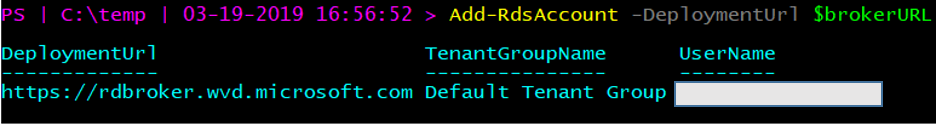 PS | C:\temp | 03-19-2019 16:56:52 > Add-RdsAccount -DeploymentUrl $brokerURL
DeploymentUrl TenantGroupName UserName
------------- --------------- --------
https://rdbroker.wvd.microsoft.com Default Tenant Group